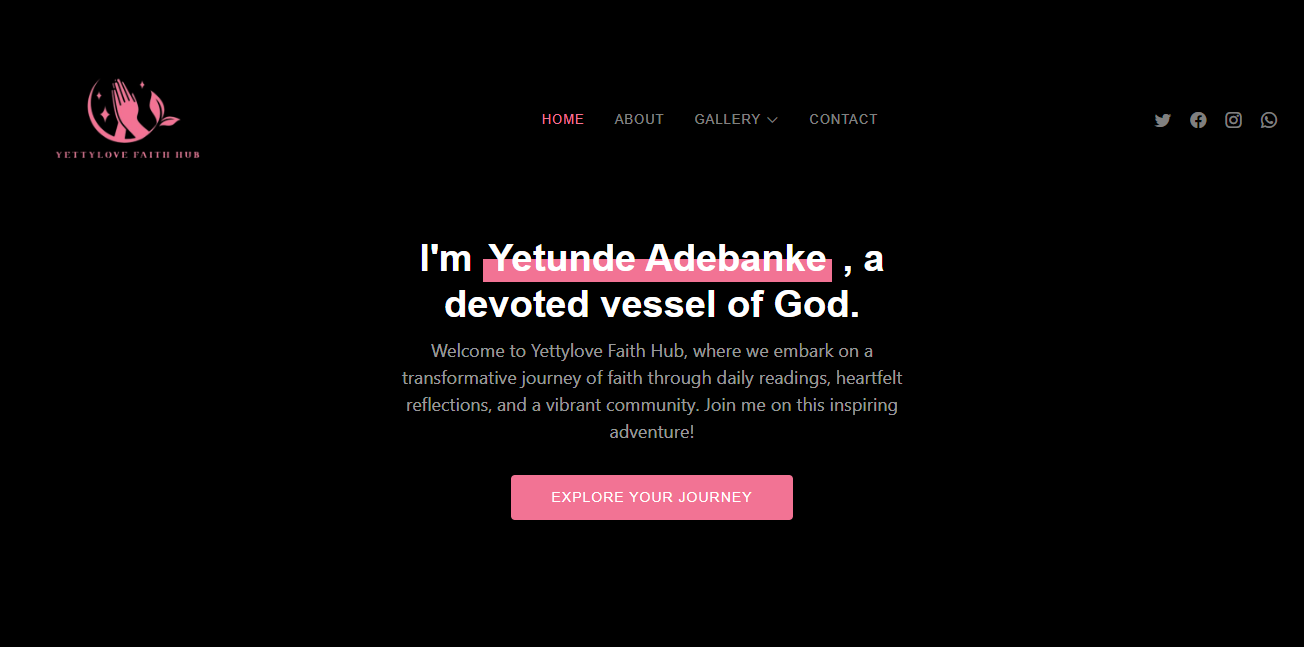 YETTYLOVE FAITH HUB
HOME ABOUT GALLERY CONTACT
I'm Yetunde Adebanke , a
devoted vessel of God.
Welcome to Yettylove Faith Hub, where we embark on a
transformative journey of faith through daily readings, heartfelt
reflections, and a vibrant community. Join me on this inspiring
adventure!
EXPLORE YOUR JOURNEY